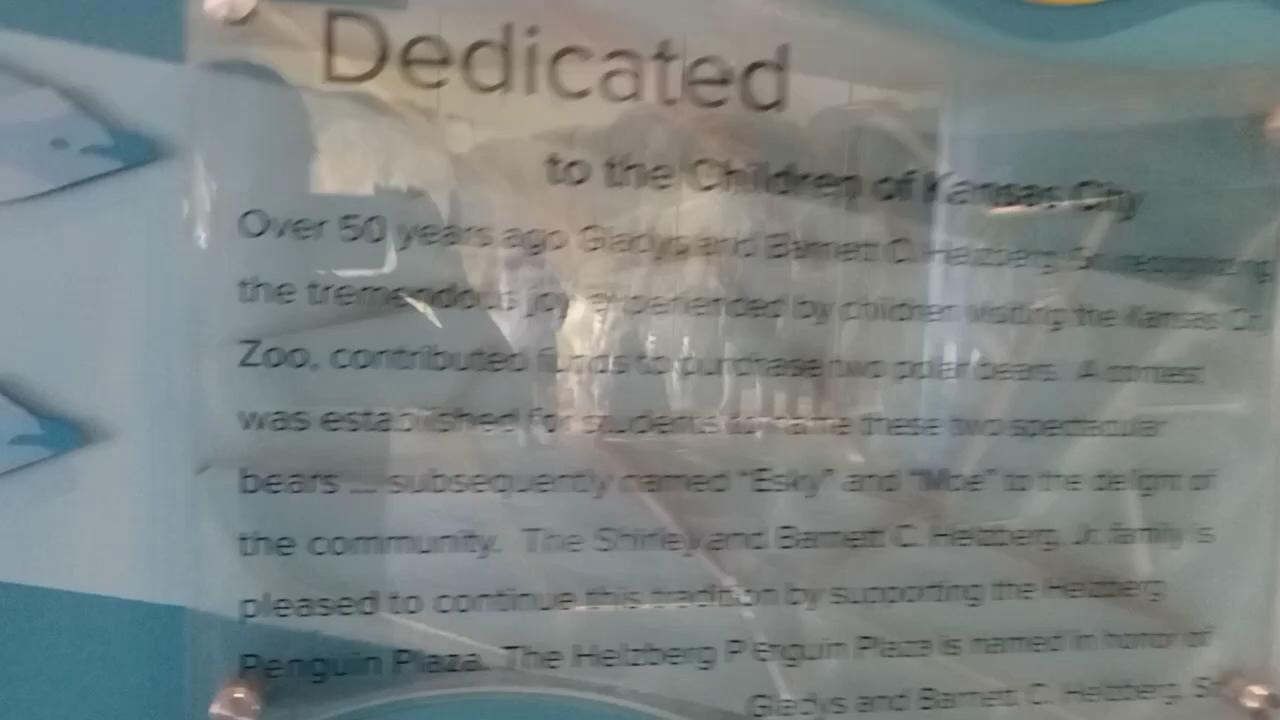 Dedicated
to the Children of Kansas City
Over 50 years ago Gladys and Barnett C. Helzberg, Sr. recognizing
the tremendous joy experienced by children visiting the Kansas City
Zoo, contributed funds to purchase two polar bears. A contest
was established for students to name these two spectacular
bears .... subsequently named "Esky" and "Moe" to the delight of
the community. The Shirley and Barnett C. Helzberg, Jr. family is
pleased to continue this tradition by supporting the Helzberg
Penguin Plaza. The Helzberg Penguin Plaza is named in honor of
Gladys and Barnett C. Helzberg, Sr